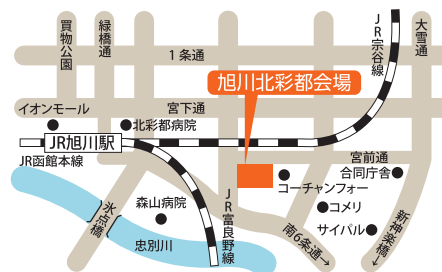 買物公園
緑橋通
1条通
JR宗谷線
大雪通
旭川北彩都会場
イオンモール
宮下通
北彩都病院
JR旭川駅
JR函館本線
宮前通
合同庁舎
コーチャンフォー
森山病院
氷点橋
忠別川
JR富良野線
コメリ
サイパル
南6条通→
新神楽橋→